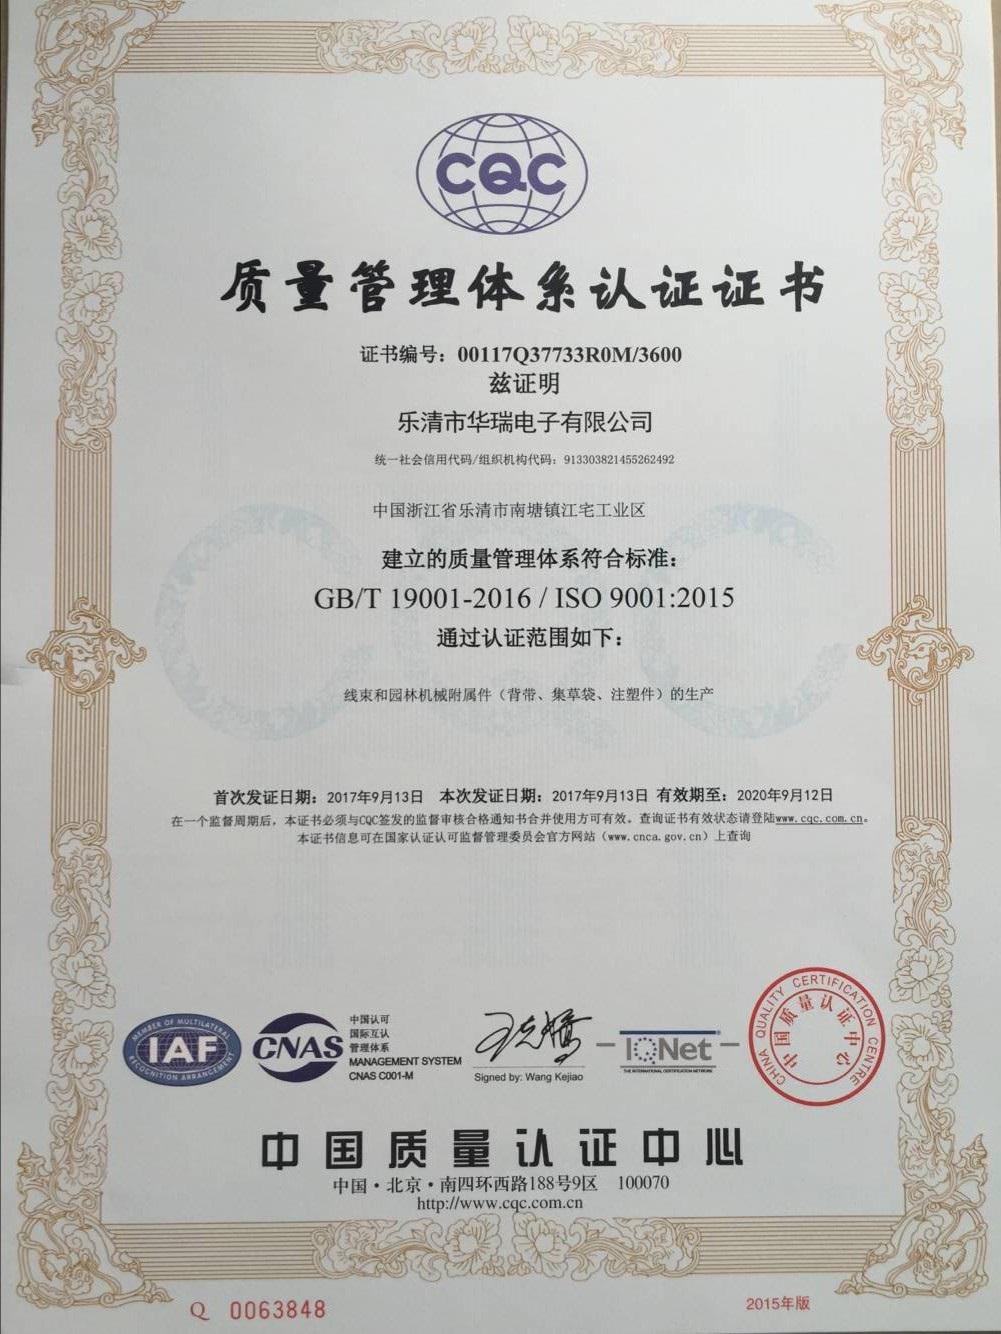 CQC
质量管理体系认证证书
证书编号：00117Q37733R0M/3600
兹证明
乐清市华瑞电子有限公司
统一社会信用代码/组织机构代码：913303821455262492
中国浙江省乐清市南塘镇江宅工业区
建立的质量管理体系符合标准：
GB/T 19001-2016 / ISO 9001:2015
通过认证范围如下：
线束和园林机械附属件（背带、集草袋、注塑件）的生产
首次发证日期：2017年9月13日 本次发证日期：2017年9月13日 有效期至：2020年9月12日
在一个监督周期后，本证书必须与CQC签发的监督审核合格通知书合并使用方可有效。查询证书有效状态请登陆www.cqc.com.cn。
本证书信息可在国家认证认可监督管理委员会官方网站（www.cnca.gov.cn）上查询
MEMBER OF MULTILATERAL
IAF
RECOGNITION ARRANGEMENT
CNAS
中国认可
国际互认
管理体系
MANAGEMENT SYSTEM
CNAS C001-M
Signed by: Wang Kejiao
IQNet
THE INTERNATIONAL CERTIFICATION NETWORK
CHINA QUALITY CERTIFICATION CENTRE
中国质量认证中心
中国质量认证中心
中国·北京·南四环西路188号9区 100070
http://www.cqc.com.cn
Q 0063848
2015年版